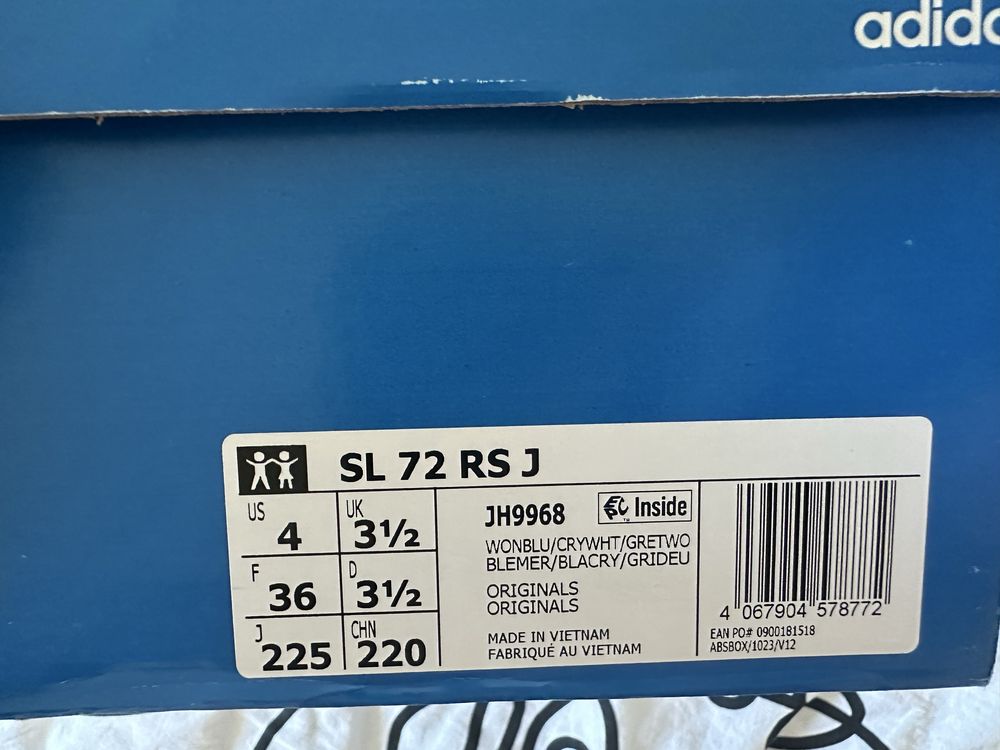 adidas
SL 72 RS J
US 4
UK 3½
F 36
D 3½
J 225
CHN 220
JH9968
Inside
WONBLU/CRYWHT/GRETWO
BLEMER/BLACRY/GRIDEU
ORIGINALS
ORIGINALS
MADE IN VIETNAM
FABRIQUÉ AU VIETNAM
4 067904 578772
EAN PO# 0900181518
ABSBOX/1023/V12